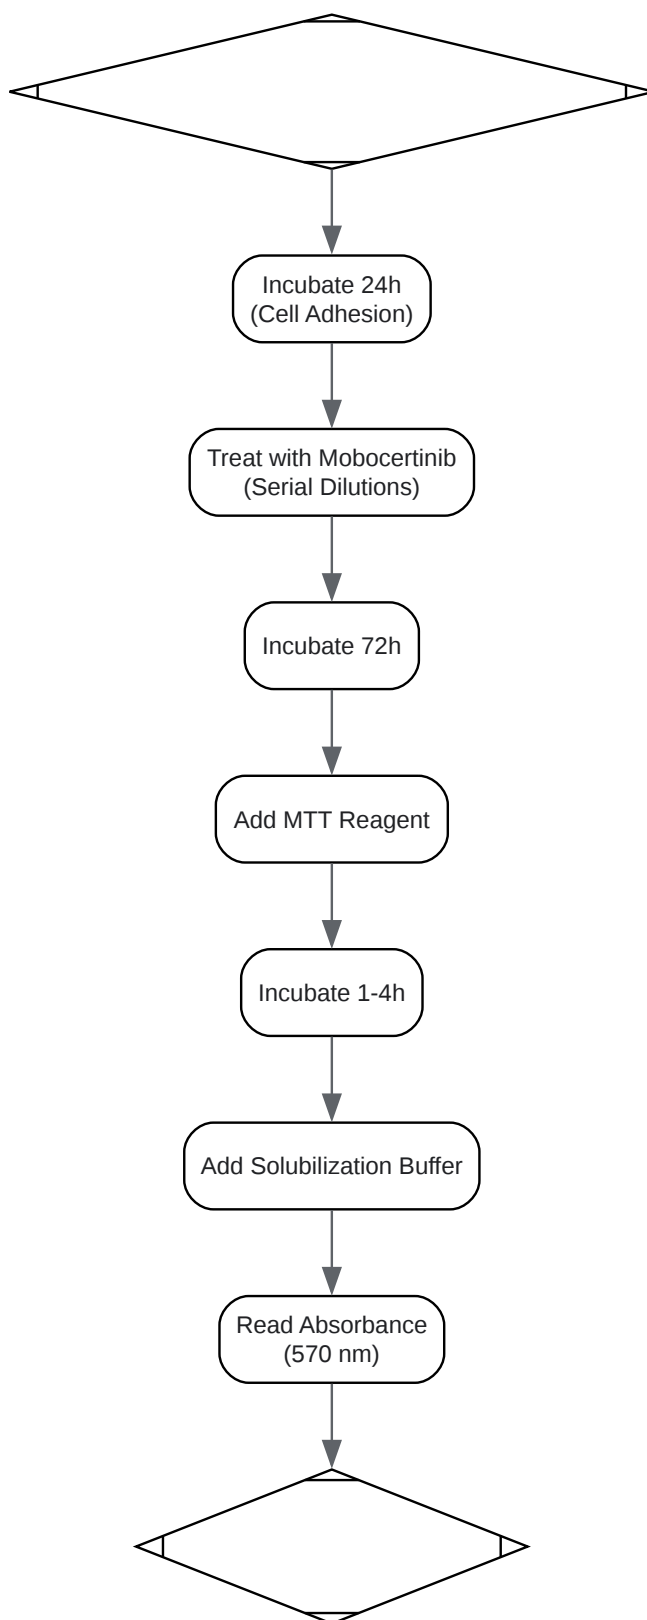 Incubate 24h
(Cell Adhesion)
Treat with Mobocertinib
(Serial Dilutions)
Incubate 72h
Add MTT Reagent
Incubate 1-4h
Add Solubilization Buffer
Read Absorbance
(570 nm)